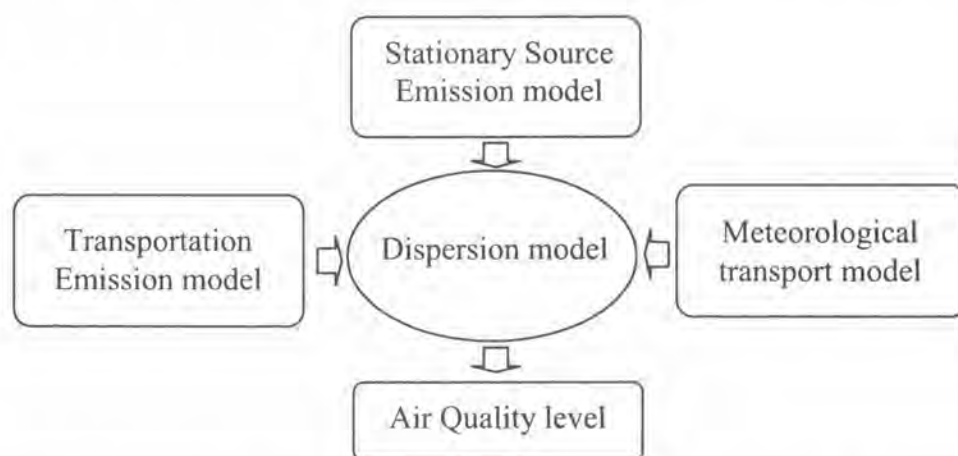 Stationary Source
Emission model
Transportation
Emission model
Dispersion model
Meteorological
transport model
Air Quality level